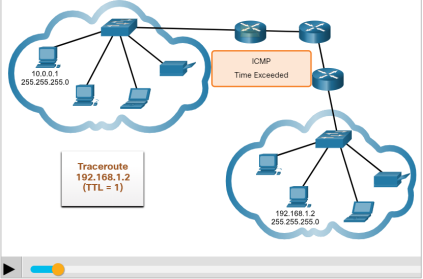 ICMP
Time Exceeded
10.0.0.1
255.255.255.0
Traceroute
192.168.1.2
(TTL = 1)
192.168.1.2
255.255.255.0